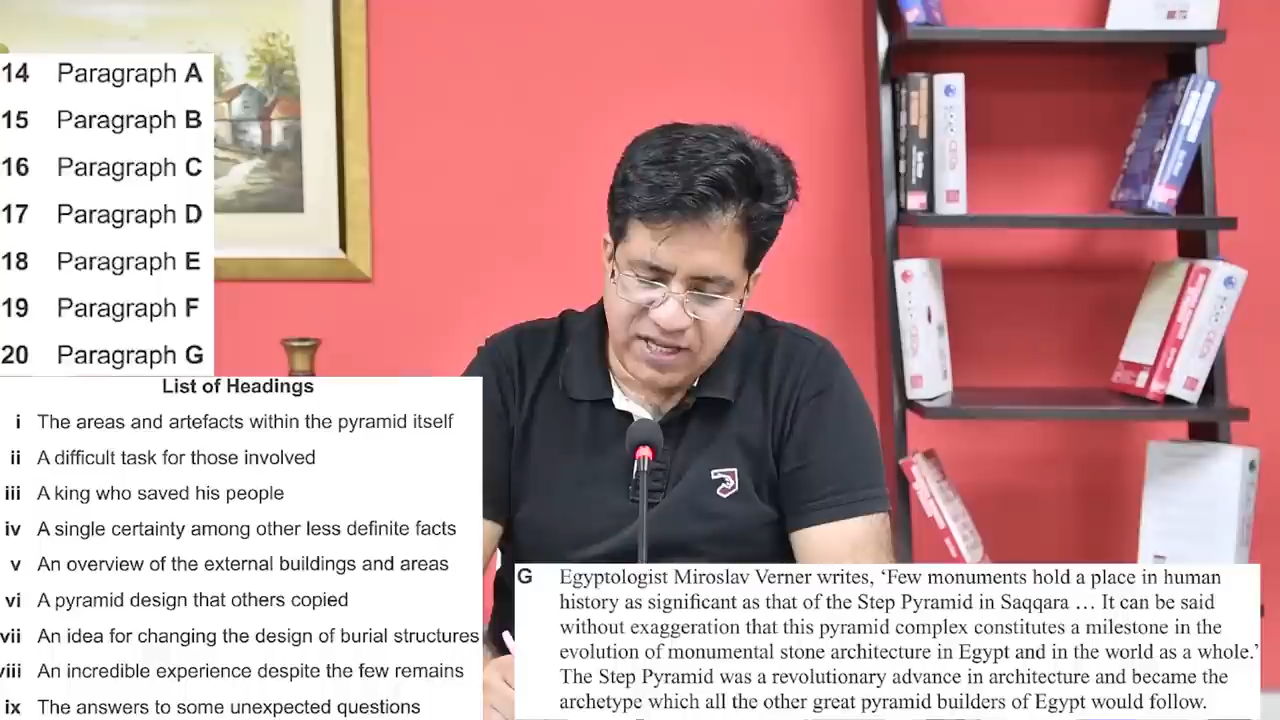 14 Paragraph A
15 Paragraph B
16 Paragraph C
17 Paragraph D
18 Paragraph E
19 Paragraph F
20 Paragraph G
List of Headings
i The areas and artefacts within the pyramid itself
ii A difficult task for those involved
iii A king who saved his people
iv A single certainty among other less definite facts
v An overview of the external buildings and areas
vi A pyramid design that others copied
vii An idea for changing the design of burial structures
viii An incredible experience despite the few remains
ix The answers to some unexpected questions
G Egyptologist Miroslav Verner writes, ‘Few monuments hold a place in human
history as significant as that of the Step Pyramid in Saqqara … It can be said
without exaggeration that this pyramid complex constitutes a milestone in the
evolution of monumental stone architecture in Egypt and in the world as a whole.’
The Step Pyramid was a revolutionary advance in architecture and became the
archetype which all the other great pyramid builders of Egypt would follow.